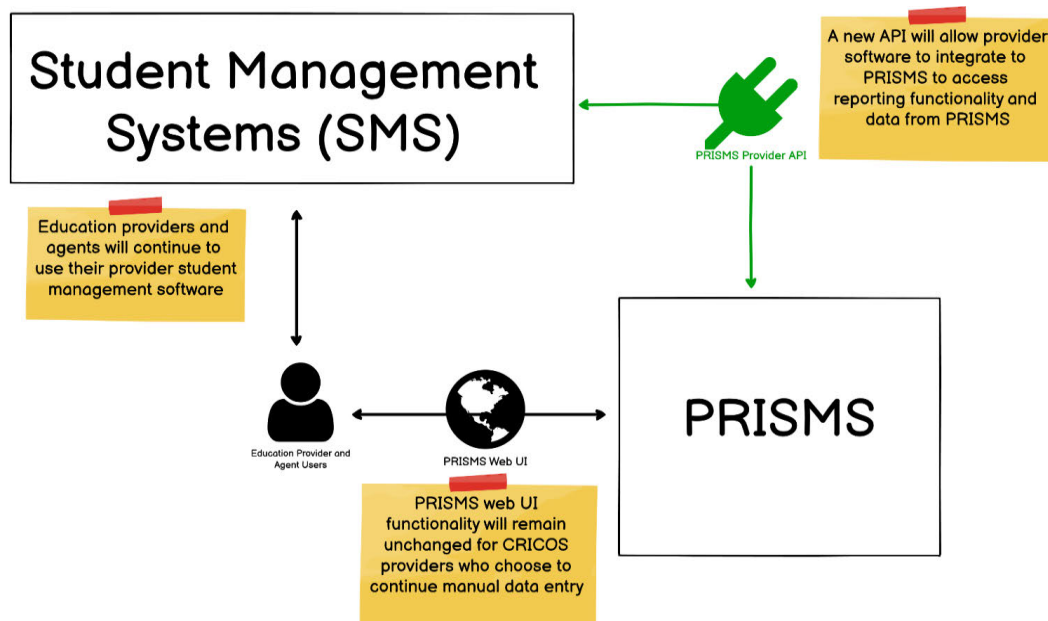 Student Management
Systems (SMS)
PRISMS Provider API
A new API will allow provider
software to integrate to
PRISMS to access
reporting functionality and
data from PRISMS
Education providers and
agents will continue to
use their provider student
management software
Education Provider and
Agent Users
PRISMS Web UI
PRISMS
PRISMS web UI
functionality will remain
unchanged for CRICOS
providers who choose to
continue manual data entry